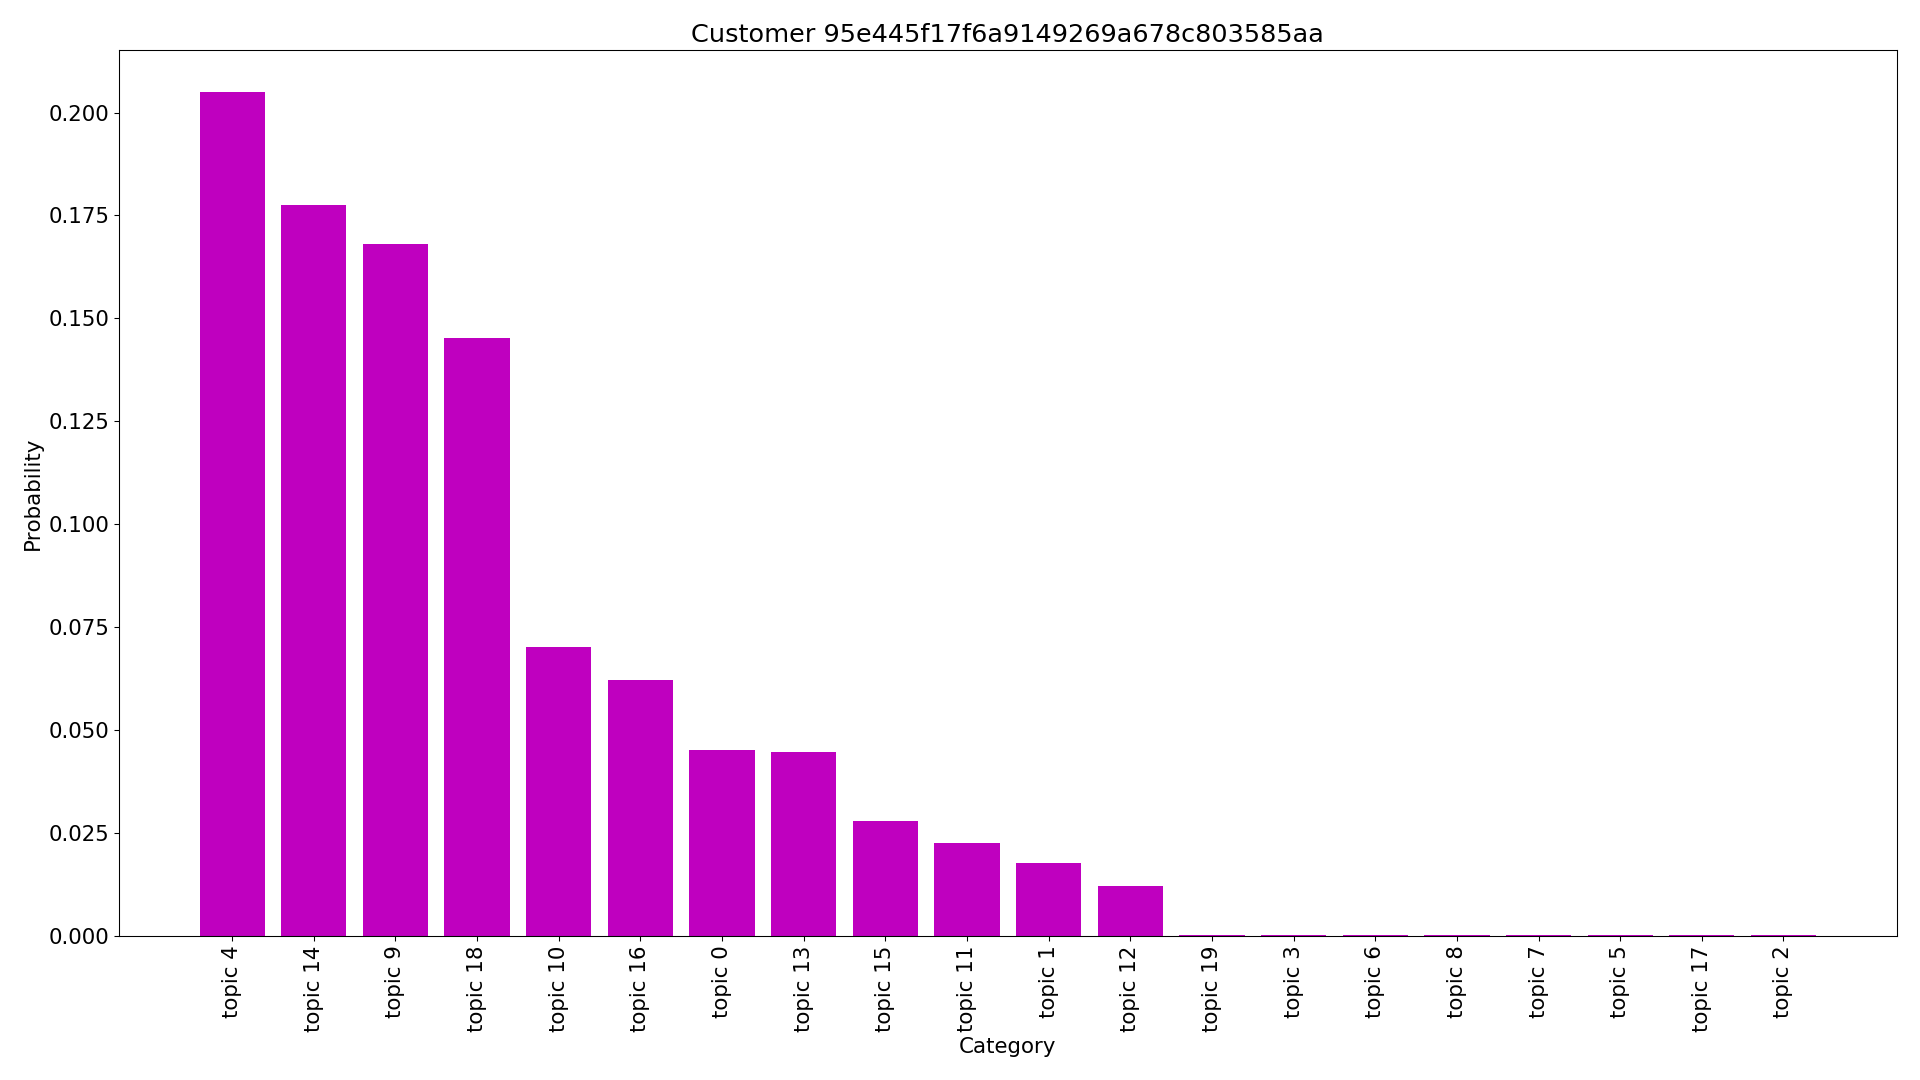 Customer 95e445f17f6a9149269a678c803585aa
0.200
0.175
0.150
0.125
0.100
0.075
0.050
0.025
0.000
Probability
topic 4
topic 14
topic 9
topic 18
topic 10
topic 16
topic 0
topic 13
topic 15
topic 11
topic 1
topic 12
topic 19
topic 3
topic 6
topic 8
topic 7
topic 5
topic 17
topic 2
Category